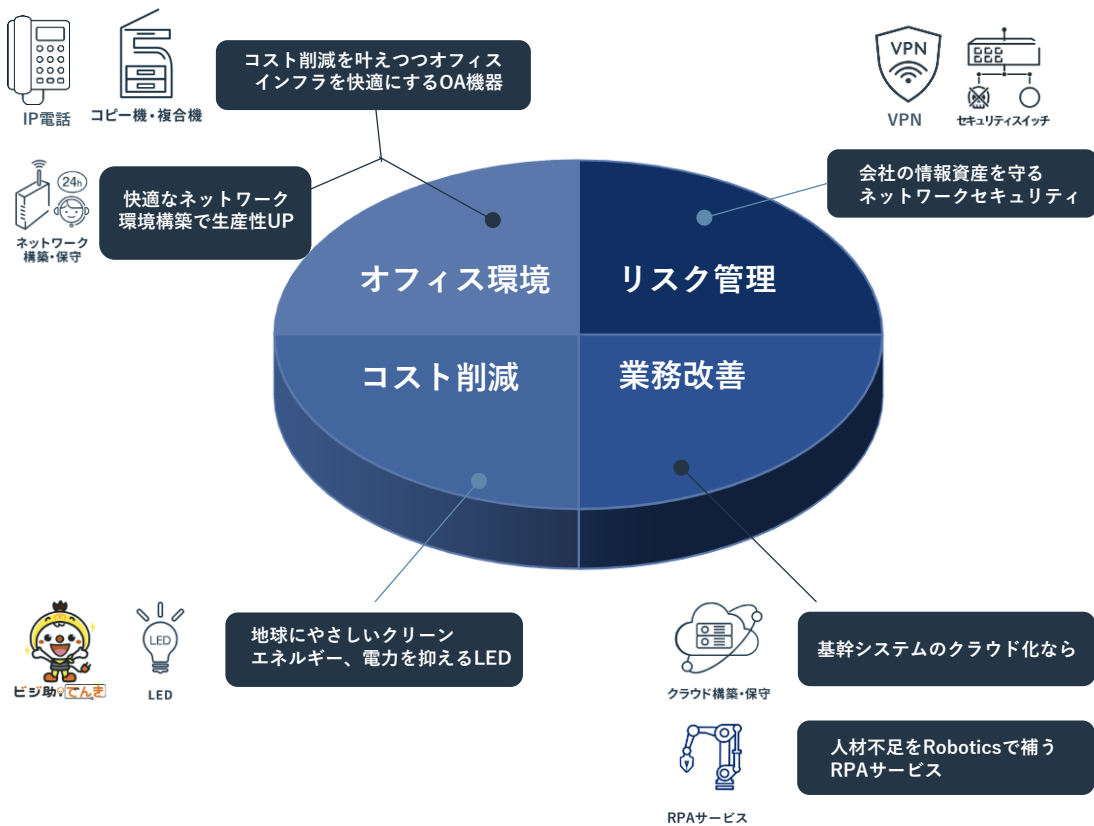 IP電話
コピー機・複合機
コスト削減を叶えつつオフィス
インフラを快適にするOA機器
VPN
VPN
セキュリティスイッチ
24h
ネットワーク
構築・保守
快適なネットワーク
環境構築で生産性UP
会社の情報資産を守る
ネットワークセキュリティ
オフィス環境
リスク管理
コスト削減
業務改善
ビジ助でんき
LED
LED
地球にやさしいクリーン
エネルギー、電力を抑えるLED
クラウド構築・保守
基幹システムのクラウド化なら
RPAサービス
人材不足をRoboticsで補う
RPAサービス